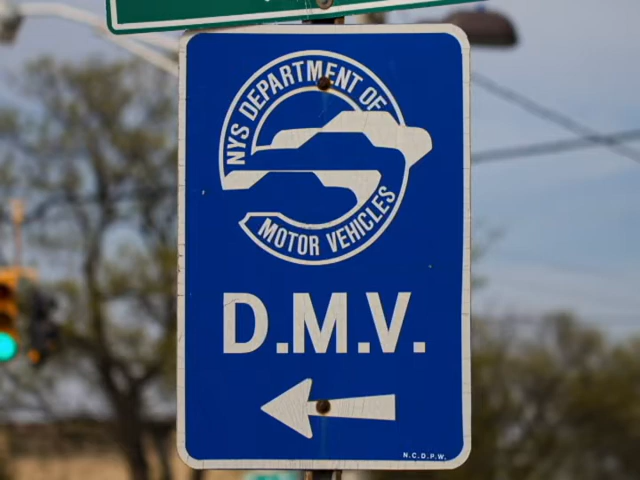 NYS DEPARTMENT OF
MOTOR VEHICLES
D.M.V.
N.C.D.P.W.